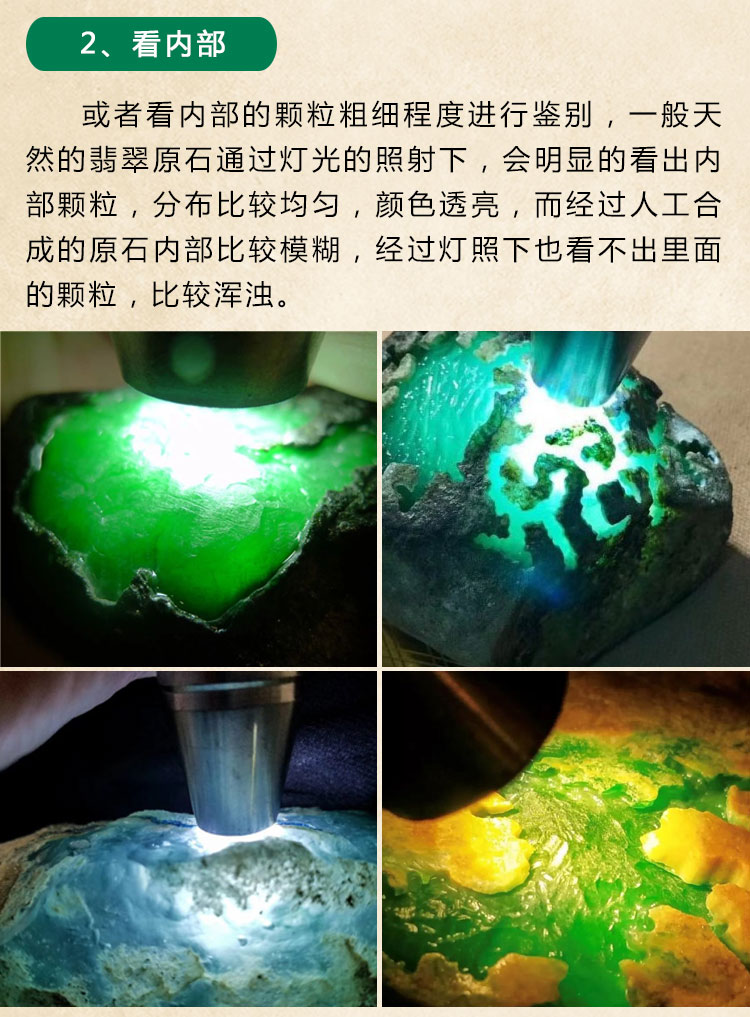 2、看内部
或者看内部的颗粒粗细程度进行鉴别，一般天
然的翡翠原石通过灯光的照射下，会明显的看出内
部颗粒，分布比较均匀，颜色透亮，而经过人工合
成的原石内部比较模糊，经过灯照下也看不出里面
的颗粒，比较浑浊。